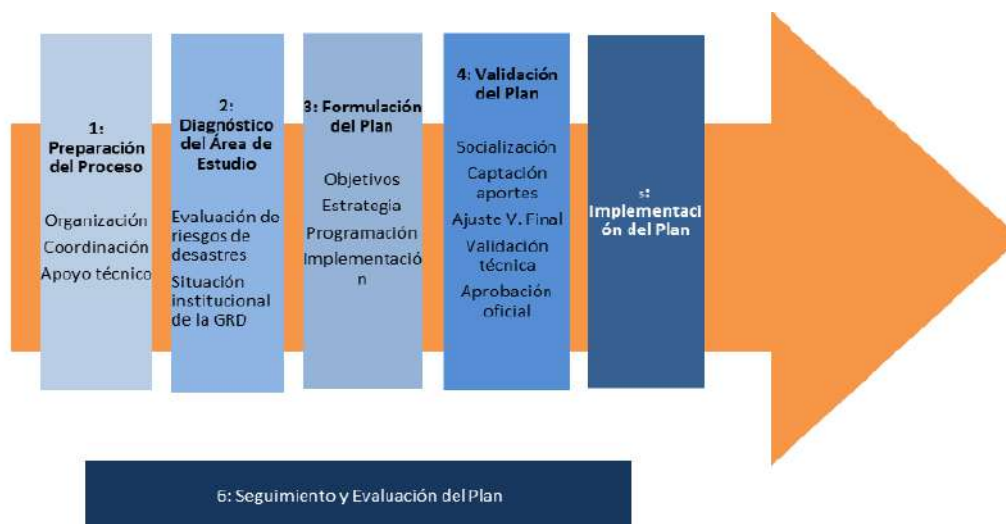 1:
Preparación
del Proceso
Organización
Coordinación
Apoyo técnico
2:
Diagnóstico
del Área de
Estudio
Evaluación de
riesgos de
desastres
Situación
institucional
de la GRD
3: Formulación
del Plan
Objetivos
Estrategia
Programación
Implementació
n
4: Validación
del Plan
Socialización
Captación
aportes
Ajuste V. Final
Validación
técnica
Aprobación
oficial
5:
Implementaci
ón del Plan
6: Seguimiento y Evaluación del Plan